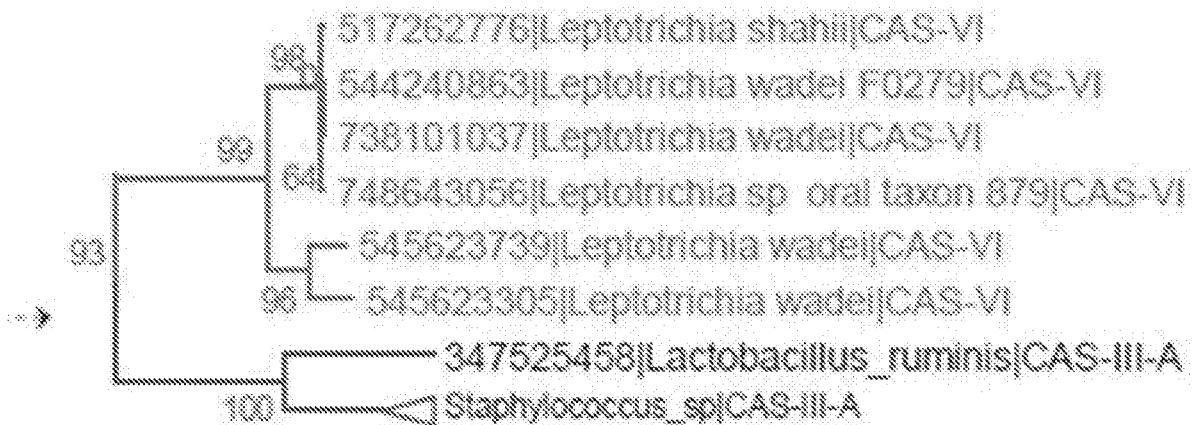 517262776|Leptotrichia shahii|CAS-VI
98
544240863|Leptotrichia wadei F0279|CAS-VI
738101037|Leptotrichia wadei|CAS-VI
99
64
748643056|Leptotrichia sp oral taxon 879|CAS-VI
93
545623739|Leptotrichia wadei|CAS-VI
96
545623305|Leptotrichia wadei|CAS-VI
347525458|Lactobacillus_ruminis|CAS-III-A
100
Staphylococcus_sp|CAS-III-A